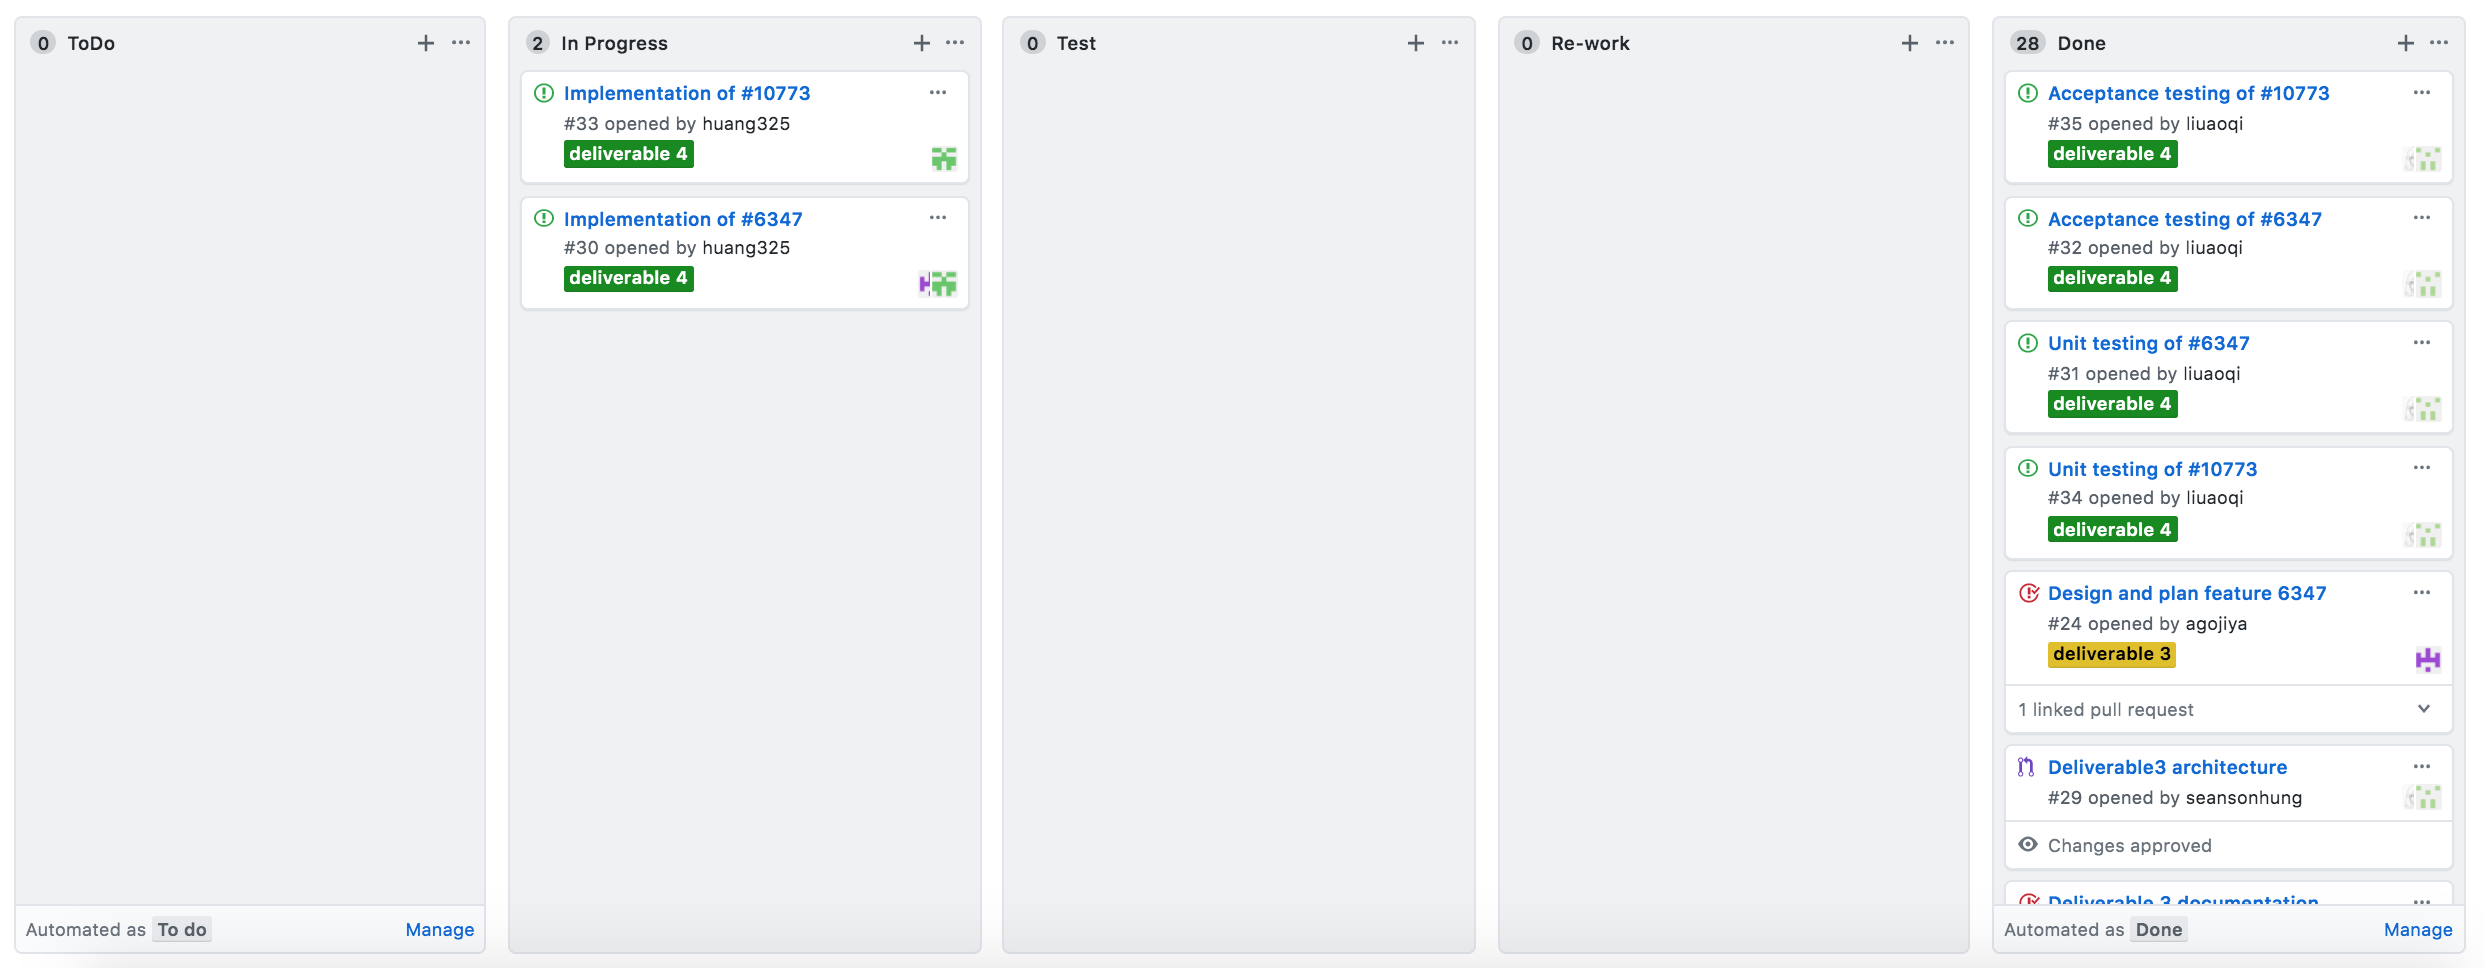 0 ToDo
Automated as To do Manage
2 In Progress
Implementation of #10773
#33 opened by huang325
deliverable 4
Implementation of #6347
#30 opened by huang325
deliverable 4
0 Test
0 Re-work
28 Done
Acceptance testing of #10773
#35 opened by liuaoqi
deliverable 4
Acceptance testing of #6347
#32 opened by liuaoqi
deliverable 4
Unit testing of #6347
#31 opened by liuaoqi
deliverable 4
Unit testing of #10773
#34 opened by liuaoqi
deliverable 4
Design and plan feature 6347
#24 opened by agojiya
deliverable 3
1 linked pull request
Deliverable3 architecture
#29 opened by seansonhung
Changes approved
Deliverable 3 documentation
Automated as Done Manage